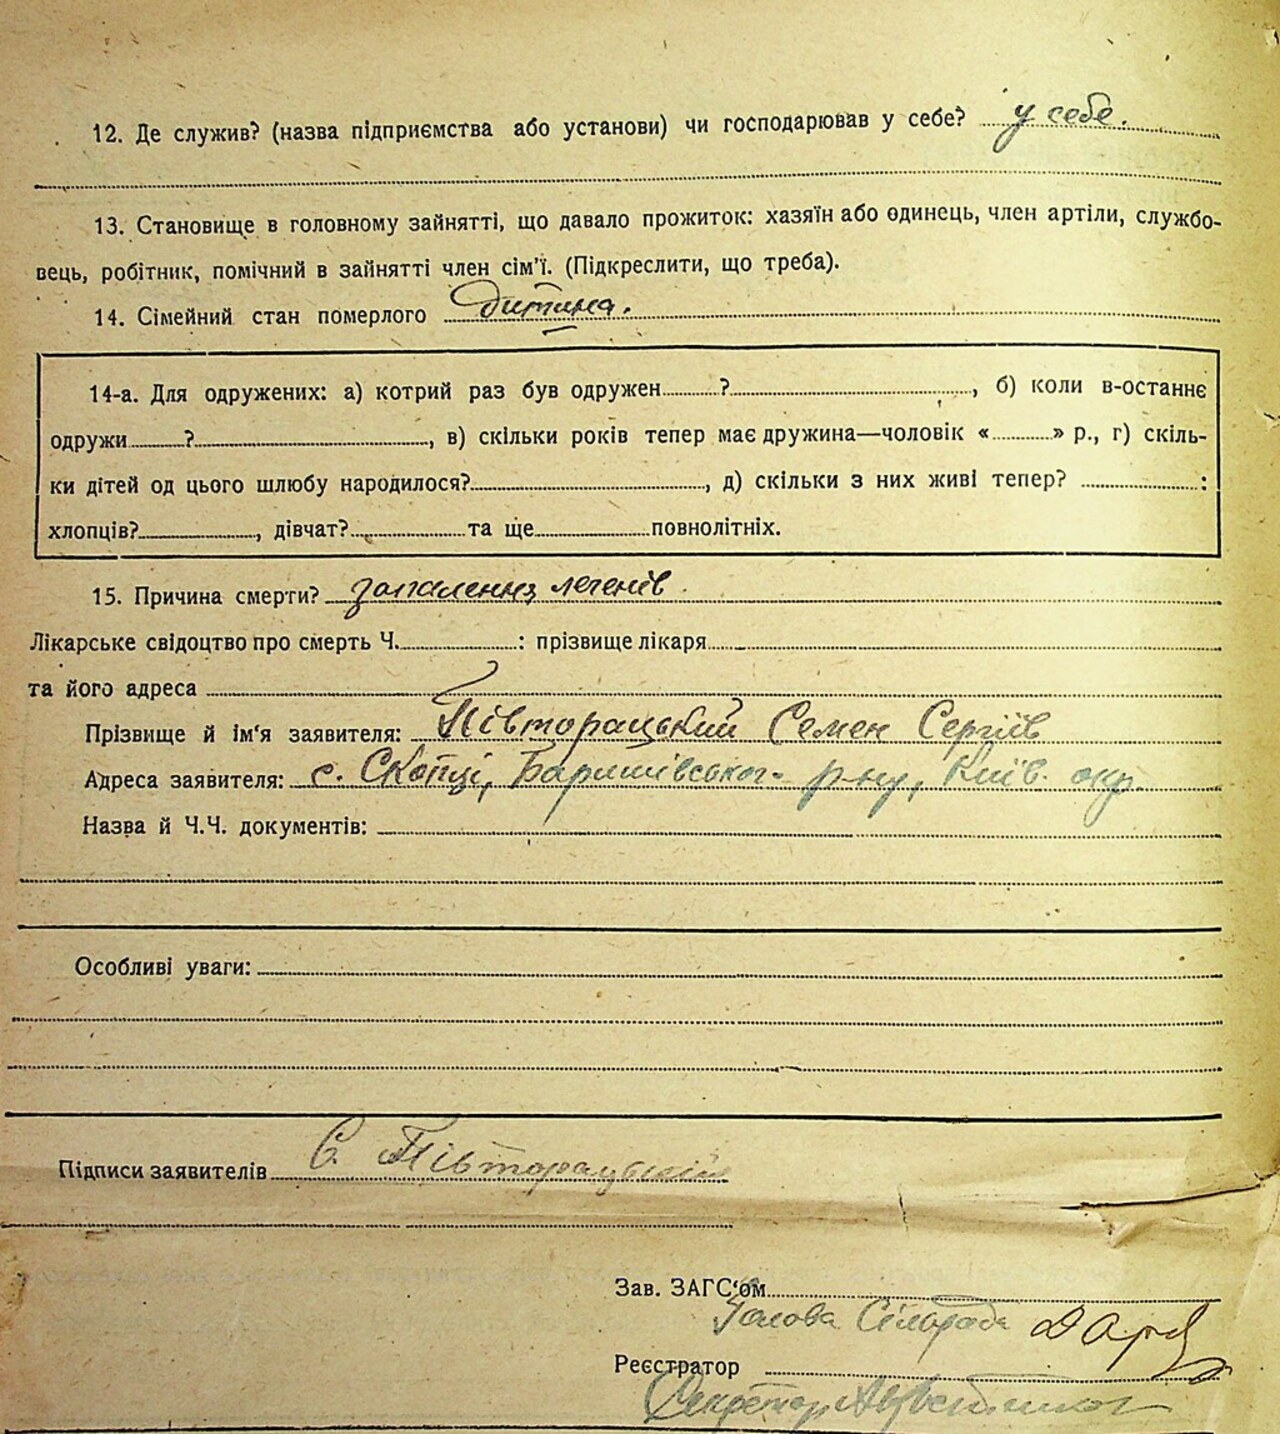 12. Де служив? (назва підприємства або установи) чи господарював у себе? у себе.
13. Становище в головному зайнятті, що давало прожиток: хазяїн або одинець, член артіли, службо-
вець, робітник, помічний в зайнятті член сім'ї. (Підкреслити, що треба).
14. Сімейний стан померлого дитина.
14-а. Для одружених: а) котрий раз був одружен ? , б) коли в-останнє
одружи ? , в) скільки років тепер має дружина—чоловік « » р., г) скіль-
ки дітей од цього шлюбу народилося? , д) скільки з них живі тепер? :
хлопців? , дівчат? та ще повнолітніх.
15. Причина смерти? запалення легенів.
Лікарське свідоцтво про смерть Ч. : прізвище лікаря
та його адреса
Прізвище й ім'я заявителя: Півторацький Семен Сергіїв
Адреса заявителя: с. Скопці, Баришівськог. р-ну, Київ. окр.
Назва й Ч.Ч. документів:
Особливі уваги:
Підписи заявителів С. Півторацький
Зав. ЗАГС'ом
Голова Сільради
Реєстратор
Секретар